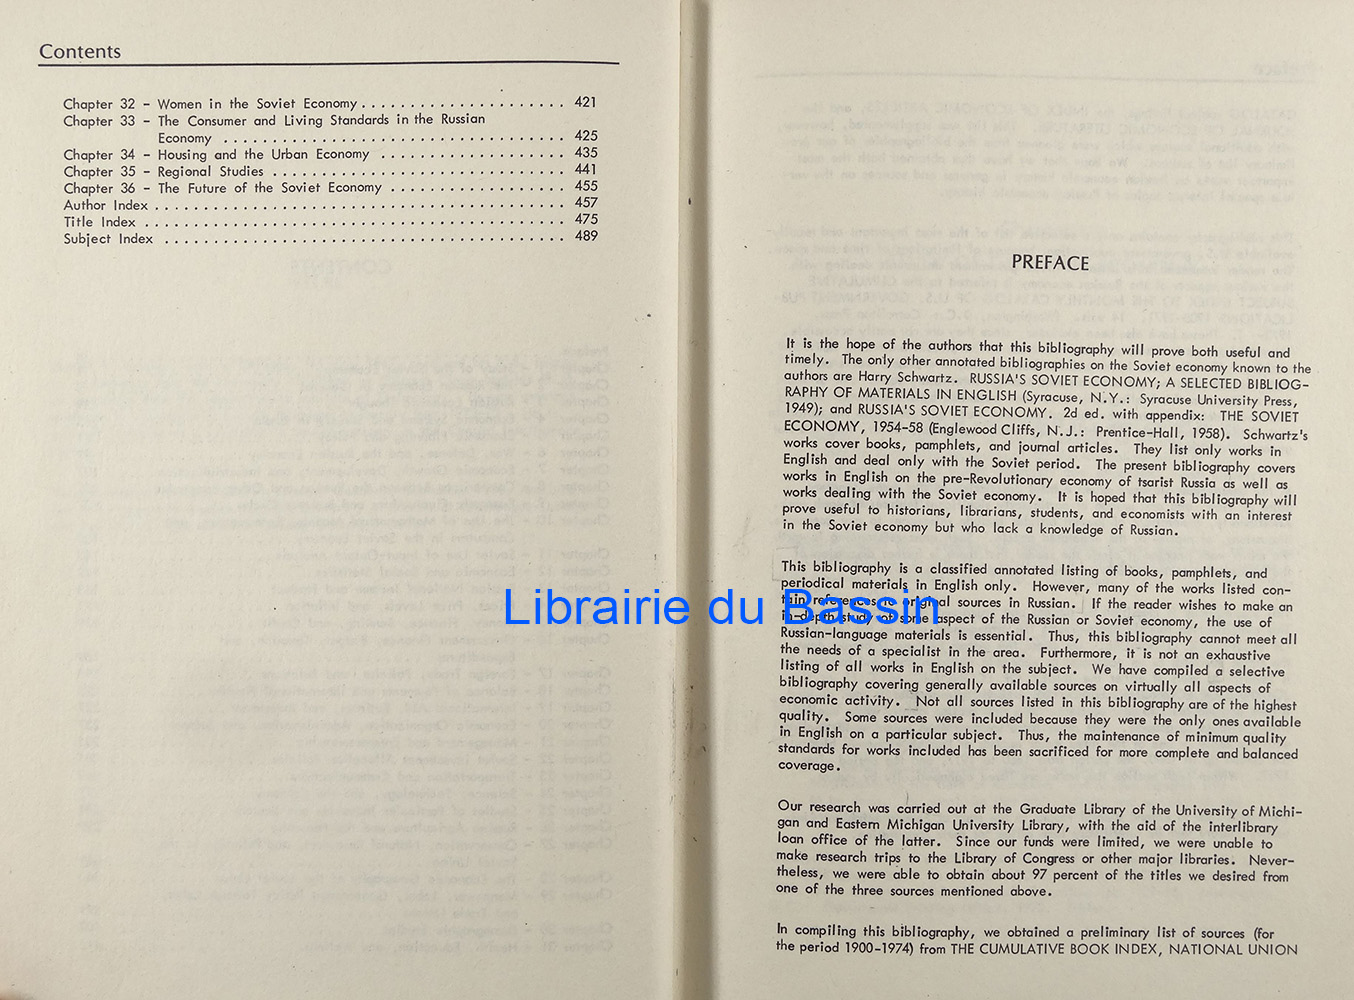 Contents
Chapter 32 - Women in the Soviet Economy . . . . . . . . . . . . . . . . . . . . . 421
Chapter 33 - The Consumer and Living Standards in the Russian
Economy . . . . . . . . . . . . . . . . . . . . . . . . . . . . . . . . . . . 425
Chapter 34 - Housing and the Urban Economy . . . . . . . . . . . . . . . . . . . 435
Chapter 35 - Regional Studies . . . . . . . . . . . . . . . . . . . . . . . . . . . . . . 441
Chapter 36 - The Future of the Soviet Economy . . . . . . . . . . . . . . . . . . 455
Author Index . . . . . . . . . . . . . . . . . . . . . . . . . . . . . . . . . . . . . . . . . . 457
Title Index . . . . . . . . . . . . . . . . . . . . . . . . . . . . . . . . . . . . . . . . . . . 475
Subject Index . . . . . . . . . . . . . . . . . . . . . . . . . . . . . . . . . . . . . . . . . 489
PREFACE
It is the hope of the authors that this bibliography will prove both useful and
timely. The only other annotated bibliographies on the Soviet economy known to the
authors are Harry Schwartz. RUSSIA'S SOVIET ECONOMY; A SELECTED BIBLIOG-
RAPHY OF MATERIALS IN ENGLISH (Syracuse, N.Y.: Syracuse University Press,
1949); and RUSSIA'S SOVIET ECONOMY. 2d ed. with appendix: THE SOVIET
ECONOMY, 1954-58 (Englewood Cliffs, N.J.: Prentice-Hall, 1958). Schwartz's
works cover books, pamphlets, and journal articles. They list only works in
English and deal only with the Soviet period. The present bibliography covers
works in English on the pre-Revolutionary economy of tsarist Russia as well as
works dealing with the Soviet economy. It is hoped that this bibliography will
prove useful to historians, librarians, students, and economists with an interest
in the Soviet economy but who lack a knowledge of Russian.
This bibliography is a classified annotated listing of books, pamphlets, and
periodical materials in English only. However, many of the works listed con-
tain references to original sources in Russian. If the reader wishes to make an
in-depth study of some aspect of the Russian or Soviet economy, the use of
Russian-language materials is essential. Thus, this bibliography cannot meet all
the needs of a specialist in the area. Furthermore, it is not an exhaustive
listing of all works in English on the subject. We have compiled a selective
bibliography covering generally available sources on virtually all aspects of
economic activity. Not all sources listed in this bibliography are of the highest
quality. Some sources were included because they were the only ones available
in English on a particular subject. Thus, the maintenance of minimum quality
standards for works included has been sacrificed for more complete and balanced
coverage.
Our research was carried out at the Graduate Library of the University of Michi-
gan and Eastern Michigan University Library, with the aid of the interlibrary
loan office of the latter. Since our funds were limited, we were unable to
make research trips to the Library of Congress or other major libraries. Never-
theless, we were able to obtain about 97 percent of the titles we desired from
one of the three sources mentioned above.
In compiling this bibliography, we obtained a preliminary list of sources (for
the period 1900-1974) from THE CUMULATIVE BOOK INDEX, NATIONAL UNION
Librairie du Bassin